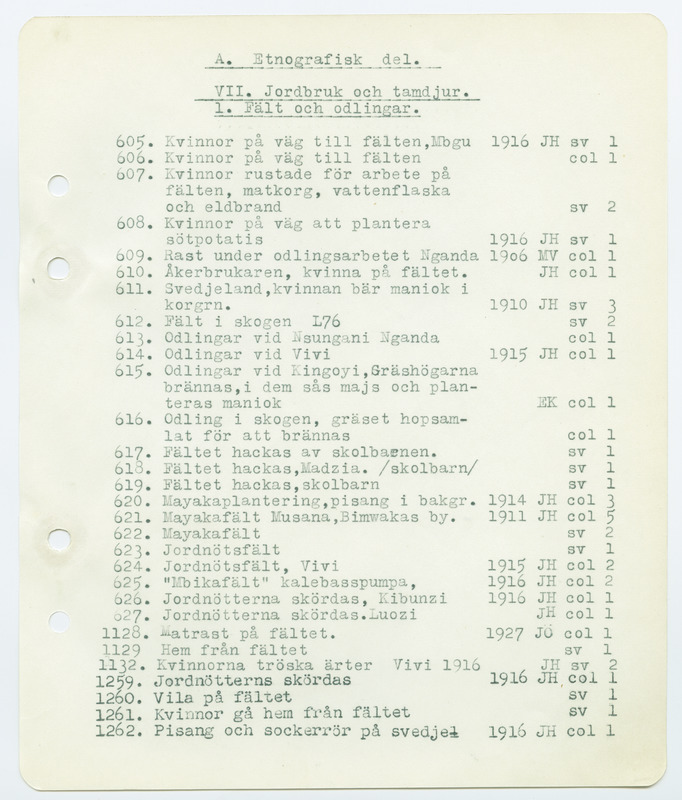 A. Etnografisk del.
VII. Jordbruk och tamdjur.
1. Fält och odlingar.
605. Kvinnor på väg till fälten,Mbgu 1916 JH sv 1
606. Kvinnor på väg till fälten col 1
607. Kvinnor rustade för arbete på
fälten, matkorg, vattenflaska
och eldbrand sv 2
608. Kvinnor på väg att plantera
sötpotatis 1916 JH sv 1
609. Rast under odlingsarbetet Nganda 19o6 MV col 1
610. Åkerbrukaren, kvinna på fältet. JH col 1
611. Svedjeland,kvinnan bär maniok i
korgrn. 1910 JH sv 3
612. Fält i skogen L76 sv 2
613. Odlingar vid Nsungani Nganda col 1
614. Odlingar vid Vivi 1915 JH col 1
615. Odlingar vid Kingoyi,Gräshögarna
brännas,i dem sås majs och plan-
teras maniok EK col 1
616. Odling i skogen, gräset hopsam-
lat för att brännas col 1
617. Fältet hackas av skolbarnen. sv 1
618. Fältet hackas,Madzia. /skolbarn/ sv 1
619. Fältet hackas,skolbarn sv 1
620. Mayakaplantering,pisang i bakgr. 1914 JH col 3
621. Mayakafält Musana,Bimwakas by. 1911 JH col 5
622. Mayakafält sv 2
623. Jordnötsfält sv 1
624. Jordnötsfält, Vivi 1915 JH col 2
625. "Mbikafält" kalebasspumpa, 1916 JH col 2
626. Jordnötterna skördas, Kibunzi 1916 JH col 1
627. Jordnötterna skördas.Luozi JH col 1
1128. Matrast på fältet. 1927 JÖ col 1
1129 Hem från fältet sv 1
1132. Kvinnorna tröska ärter Vivi 1916 JH sv 2
1259. Jordnötterns skördas 1916 JH col 1
1260. Vila på fältet sv 1
1261. Kvinnor gå hem från fältet sv 1
1262. Pisang och sockerrör på svedjel 1916 JH col 1